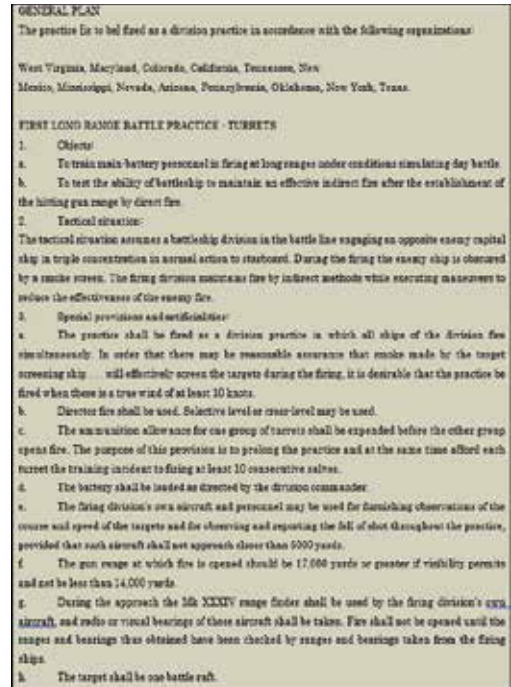 GENERAL PLAN
The practice [is to be] fired as a division practice in accordance with the following organizations:
West Virginia, Maryland, Colorado, California, Tennessee, New
Mexico, Mississippi, Nevada, Arizona, Pennsylvania, Oklahoma, New York, Texas.
FIRST LONG RANGE BATTLE PRACTICE - TURRETS
1. Objects:
a. To train main battery personnel in firing at long ranges under conditions simulating day battle.
b. To test the ability of battleship to maintain an effective indirect fire after the establishment of
the hitting gun range by direct fire.
2. Tactical situation:
The tactical situation assumes a battleship division in the battle line engaging an opposite enemy capital
ship in triple concentration in normal action to starboard. During the firing the enemy ship is obscured
by a smoke screen. The firing division maintains fire by indirect methods while executing maneuvers to
reduce the effectiveness of the enemy fire.
3. Special provisions and artificialities:
a. The practice shall be fired as a division practice in which all ships of the division fire
simultaneously. In order that there may be reasonable assurance that smoke made by the target
screening ship ... will effectively screen the targets during the firing, it is desirable that the practice be
fired when there is a true wind of at least 10 knots.
b. Director fire shall be used. Selective level or cross-level may be used.
c. The ammunition allowance for one group of turrets shall be expended before the other group
opens fire. The purpose of this provision is to prolong the practice and at the same time afford each
turret the training incident to firing at least 10 consecutive salvos.
d. The battery shall be loaded as directed by the division commander.
e. The firing division's own aircraft and personnel may be used for furnishing observations of the
course and speed of the targets and for observing and reporting the fall of shot throughout the practice,
provided that such aircraft shall not approach closer than 5000 yards.
f. The gun range at which fire is opened should be 17,000 yards or greater if visibility permits
and not be less than 14,000 yards.
g. During the approach the Mk XXXIV range finder shall be used by the firing division's own
aircraft, and radio or visual bearings of these aircraft shall be taken. Fire shall not be opened until the
ranges and bearings thus obtained have been checked by ranges and bearings taken from the firing
ships.
h. The target shall be one battle raft.